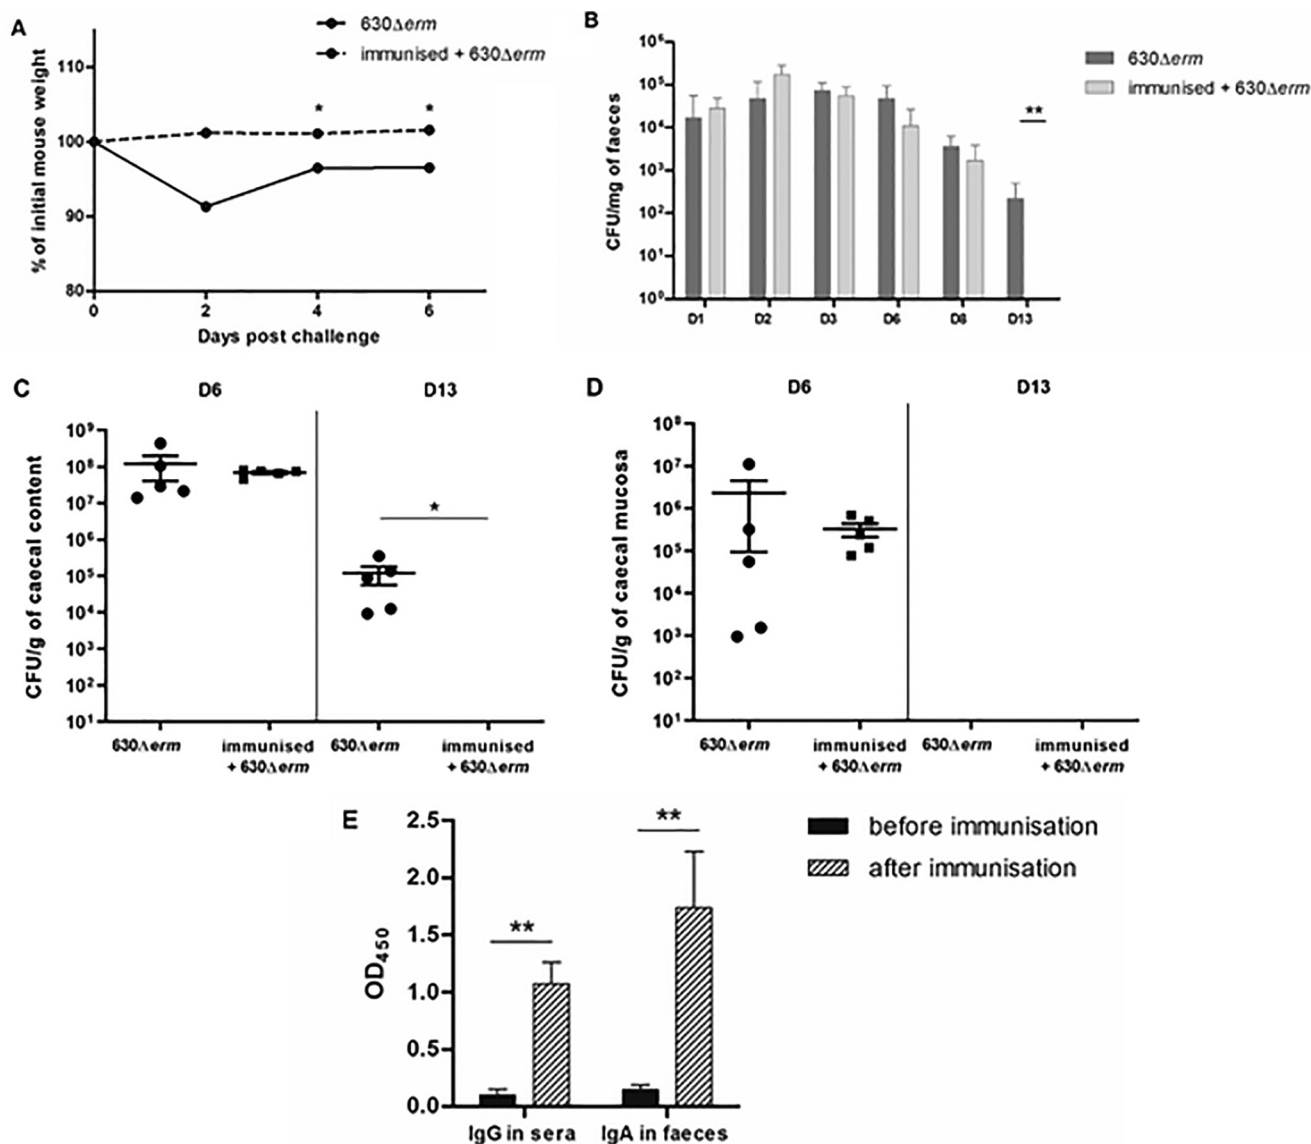 A
630Δerm
immunised + 630Δerm
% of initial mouse weight
110
100
90
80
*
*
0
2
4
6
Days post challenge
B
630Δerm
immunised + 630Δerm
CFU/mg of faeces
10⁶
10⁵
10⁴
10³
10²
10¹
10⁰
**
D1
D2
D3
D6
D8
D13
C
D6
D13
CFU/g of caecal content
10⁹
10⁸
10⁷
10⁶
10⁵
10⁴
10³
10²
10¹
*
630Δerm
immunised
+ 630Δerm
630Δerm
immunised
+ 630Δerm
D
D6
D13
CFU/g of caecal mucosa
10⁸
10⁷
10⁶
10⁵
10⁴
10³
10²
10¹
630Δerm
immunised
+ 630Δerm
630Δerm
immunised
+ 630Δerm
E
before immunisation
after immunisation
OD₄₅₀
2.5
2.0
1.5
1.0
0.5
0.0
**
**
IgG in sera
IgA in faeces